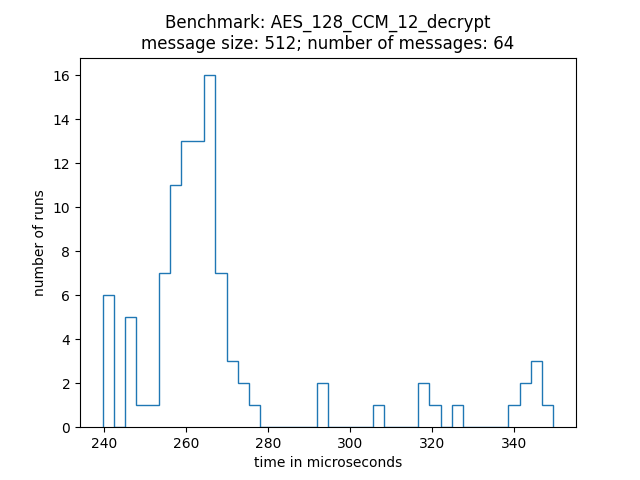 Benchmark: AES_128_CCM_12_decrypt
message size: 512; number of messages: 64
16
14
12
10
8
6
4
2
0
number of runs
240 260 280 300 320 340
time in microseconds